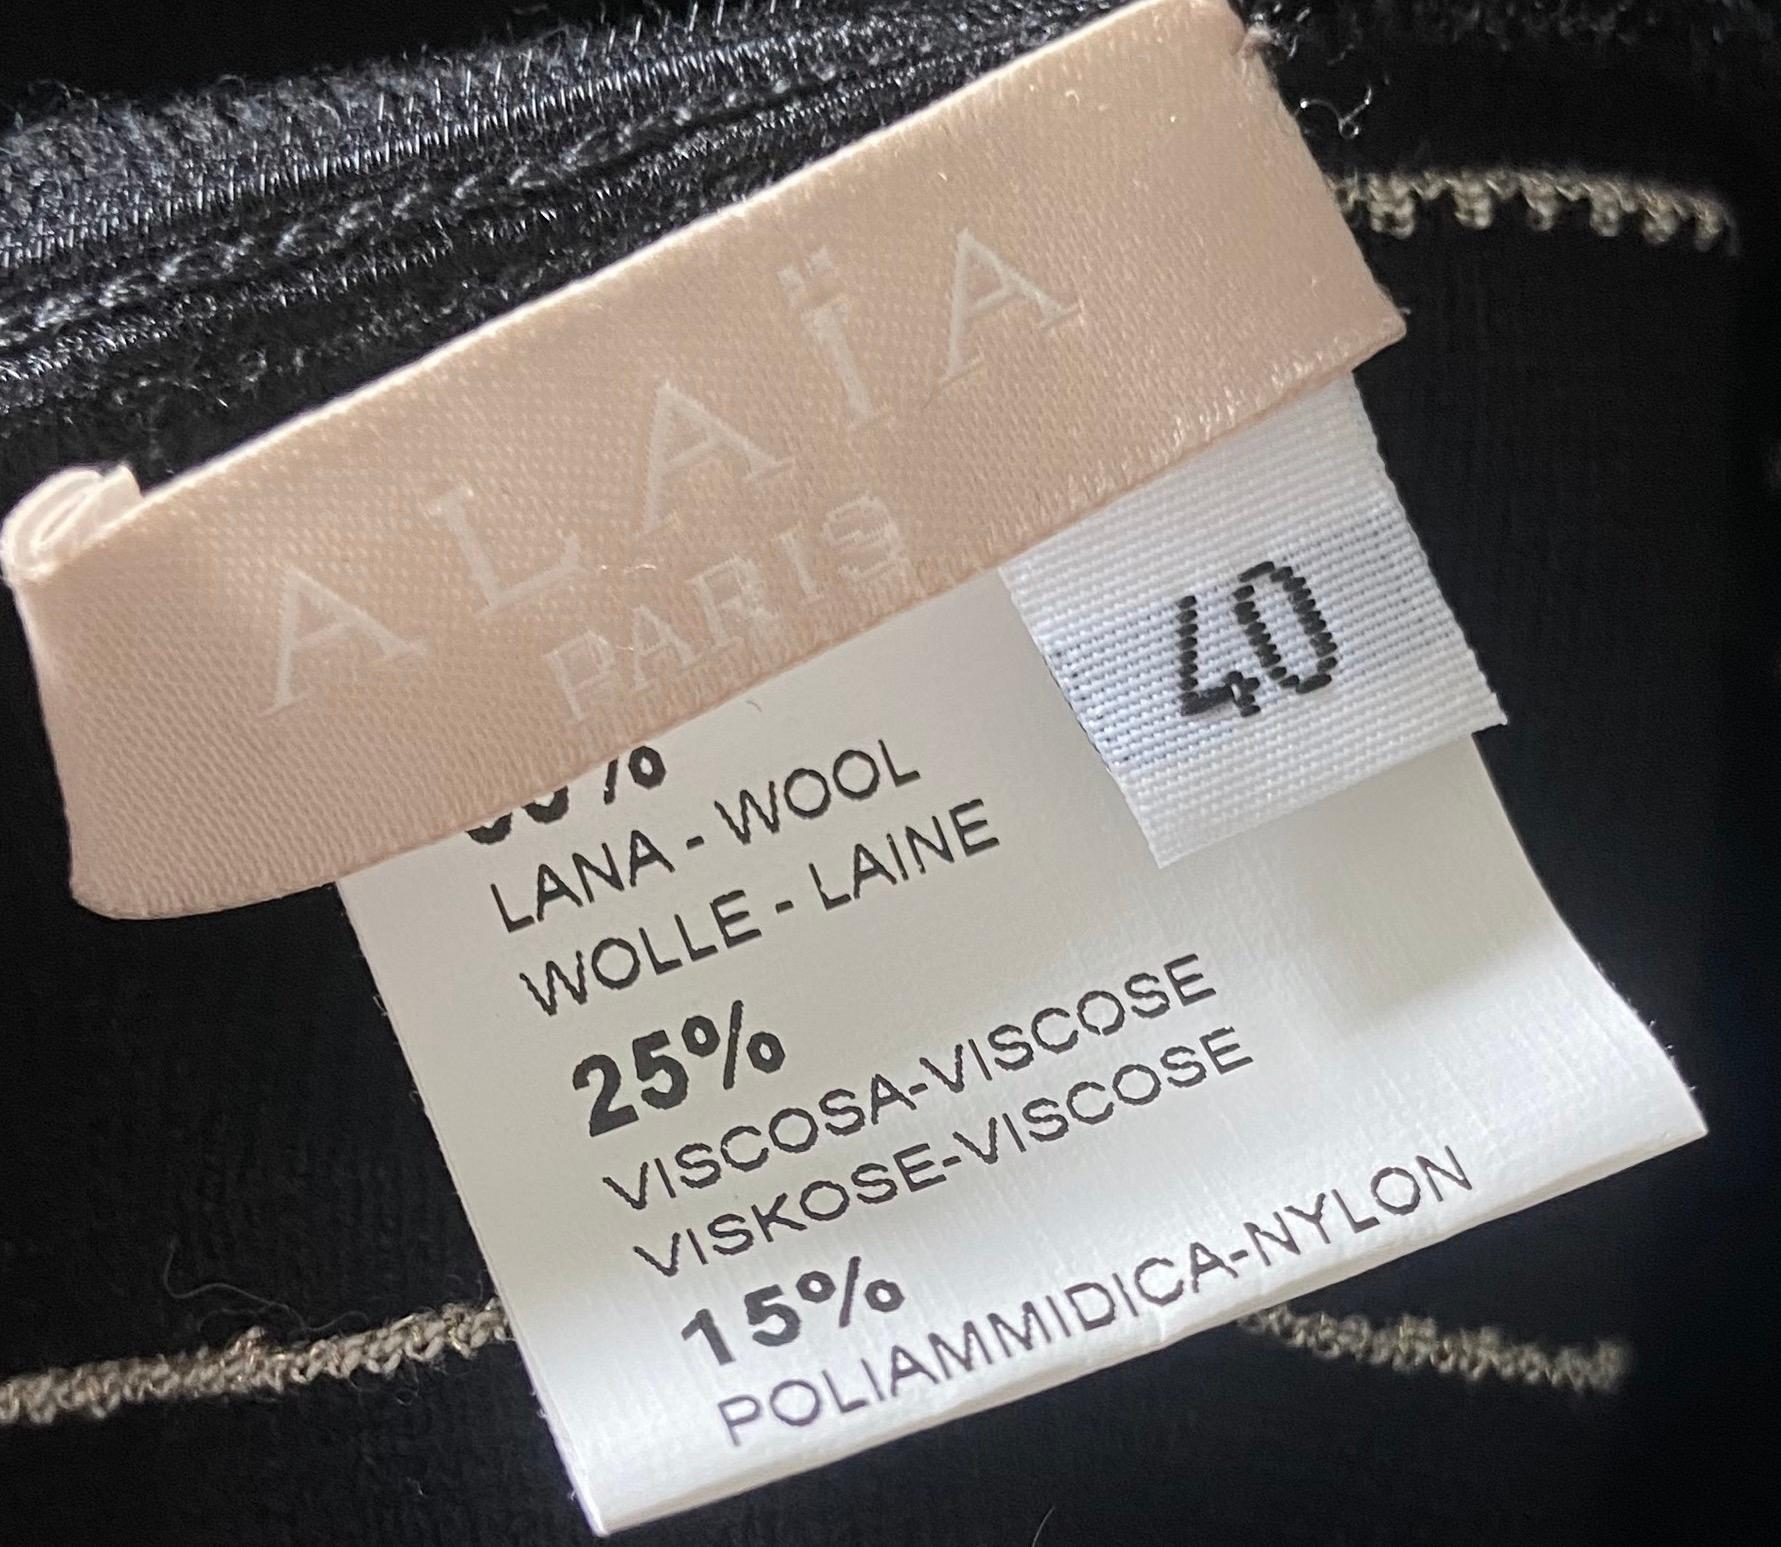 ALAÏA
PARIS
40
%
LANA - WOOL
WOLLE - LAINE
25%
VISCOSA-VISCOSE
VISKOSE-VISCOSE
15%
POLIAMMIDICA-NYLON